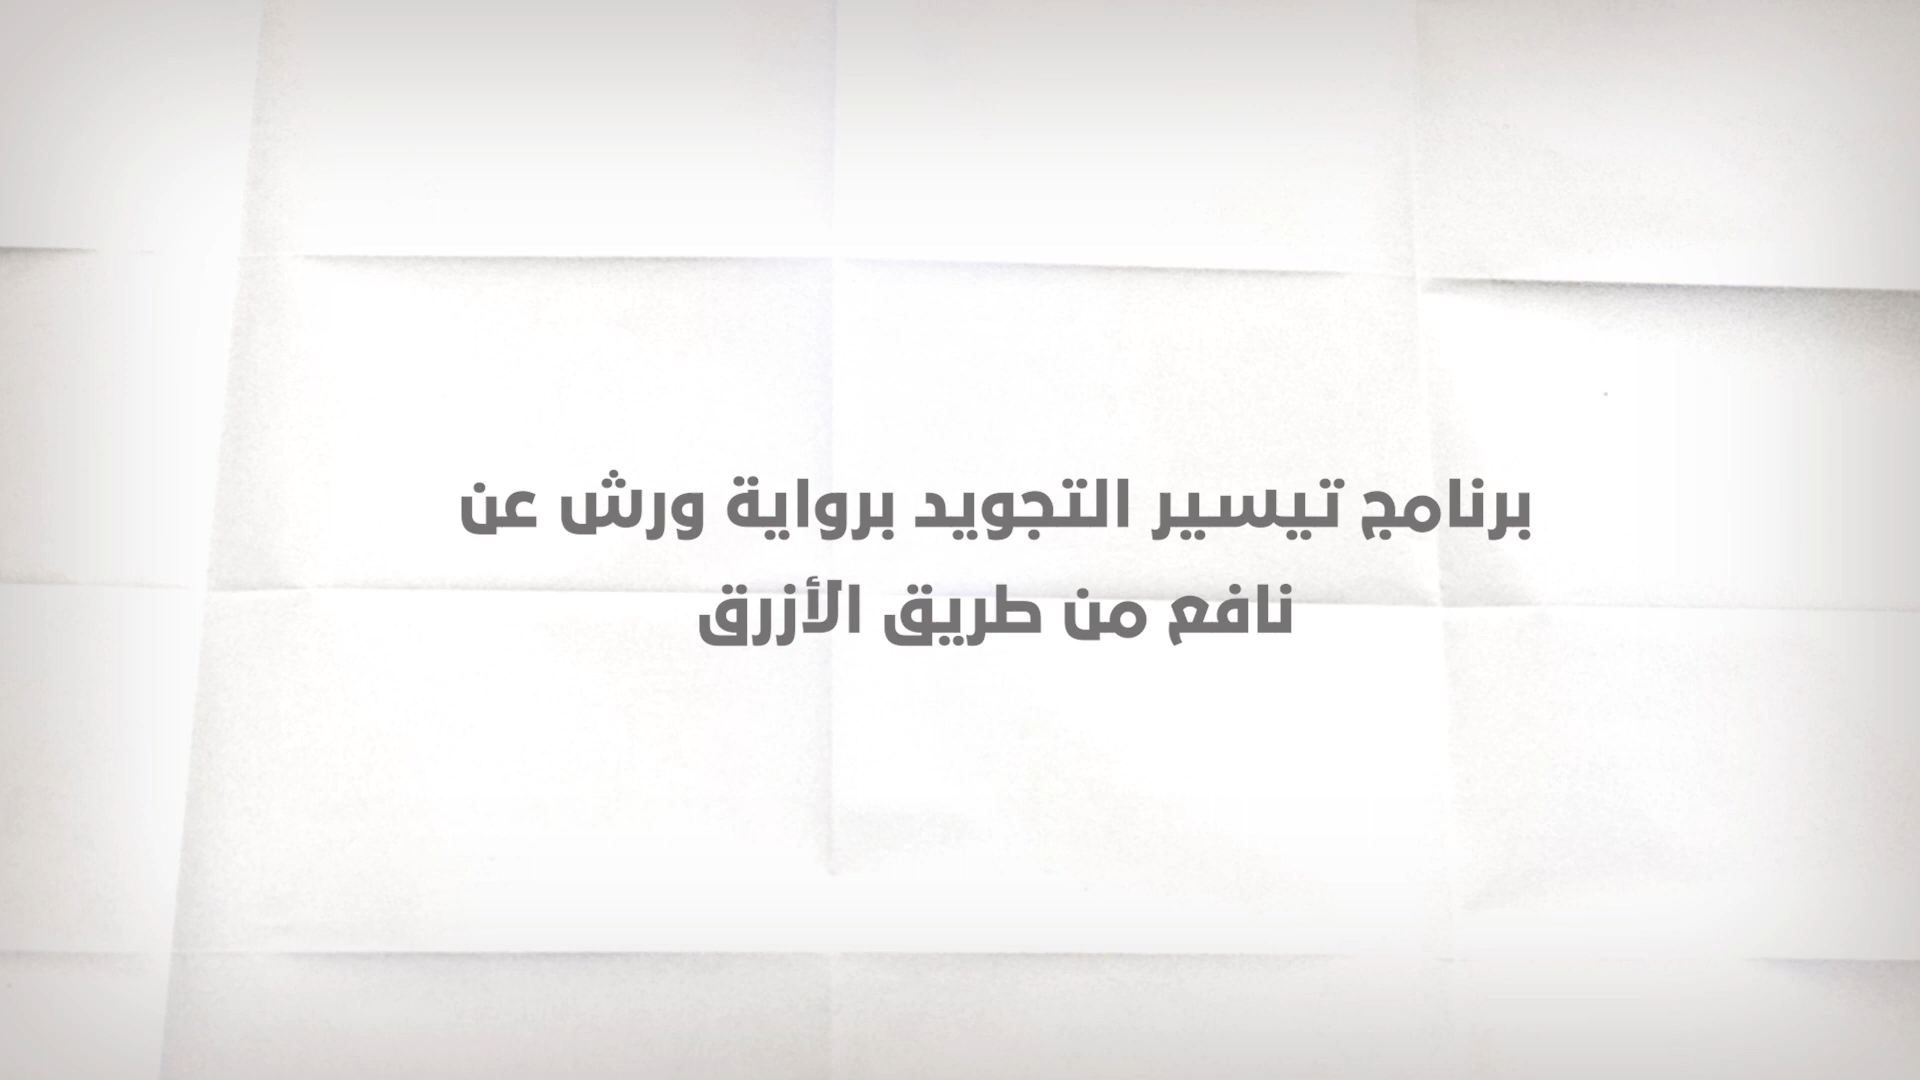 برنامج تيسير التجويد برواية ورش عن
نافع من طريق الأزرق